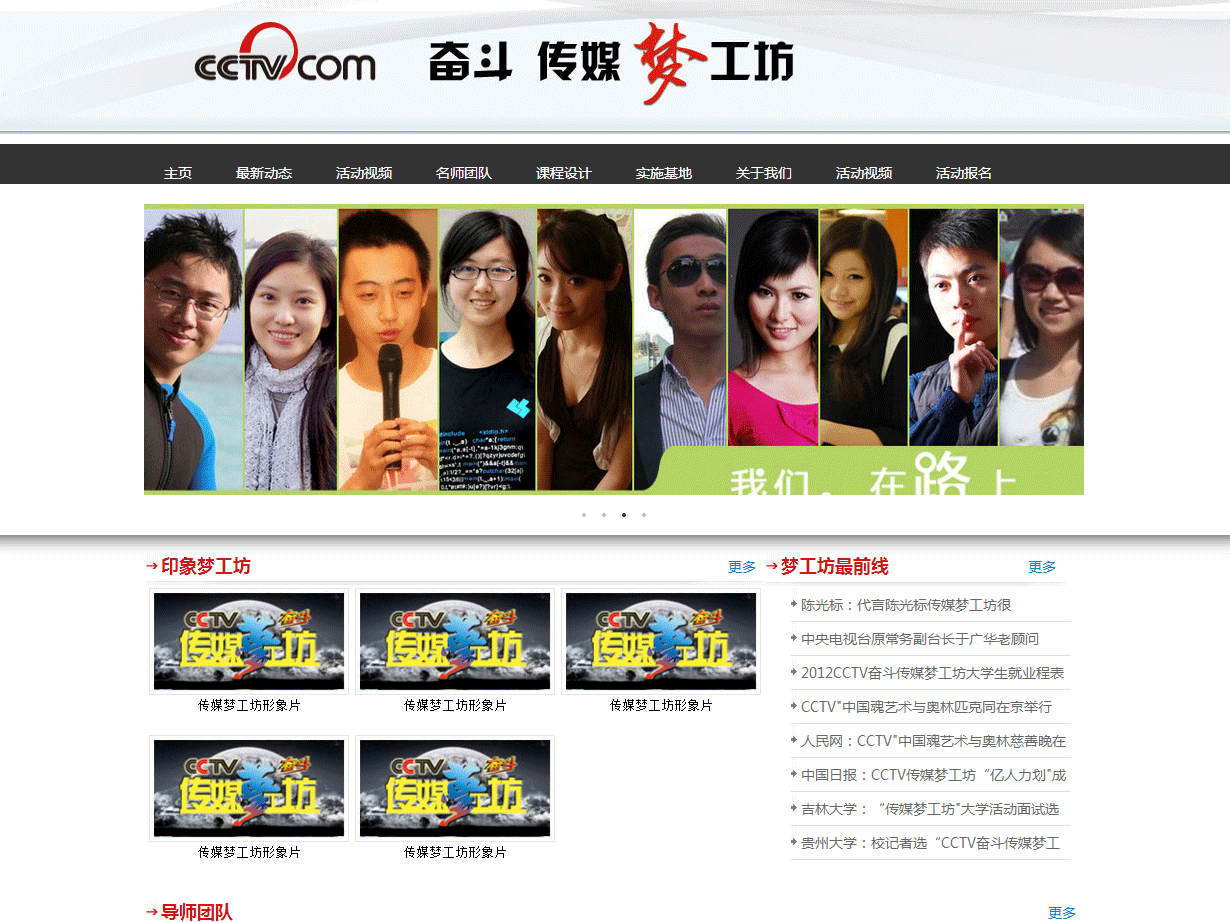 CCTV.com 奋斗 传媒梦工坊
主页 最新动态 活动视频 名师团队 课程设计 实施基地 关于我们 活动视频 活动报名
我们，在路上
印象梦工坊 更多
梦工坊最前线 更多
CCTV 奋斗
传媒梦工坊
CCTV 奋斗
传媒梦工坊
CCTV 奋斗
传媒梦工坊
传媒梦工坊形象片 传媒梦工坊形象片 传媒梦工坊形象片
CCTV 奋斗
传媒梦工坊
CCTV 奋斗
传媒梦工坊
传媒梦工坊形象片 传媒梦工坊形象片
陈光标：代言陈光标传媒梦工坊很
中央电视台原常务副台长于广华老顾问
2012CCTV奋斗传媒梦工坊大学生就业程表
CCTV"中国魂艺术与奥林匹克同在京举行
人民网：CCTV"中国魂艺术与奥林慈善晚在
中国日报：CCTV传媒梦工坊“亿人力划"成
吉林大学：“传媒梦工坊"大学活动面试选
贵州大学：校记者选“CCTV奋斗传媒梦工
导师团队 更多